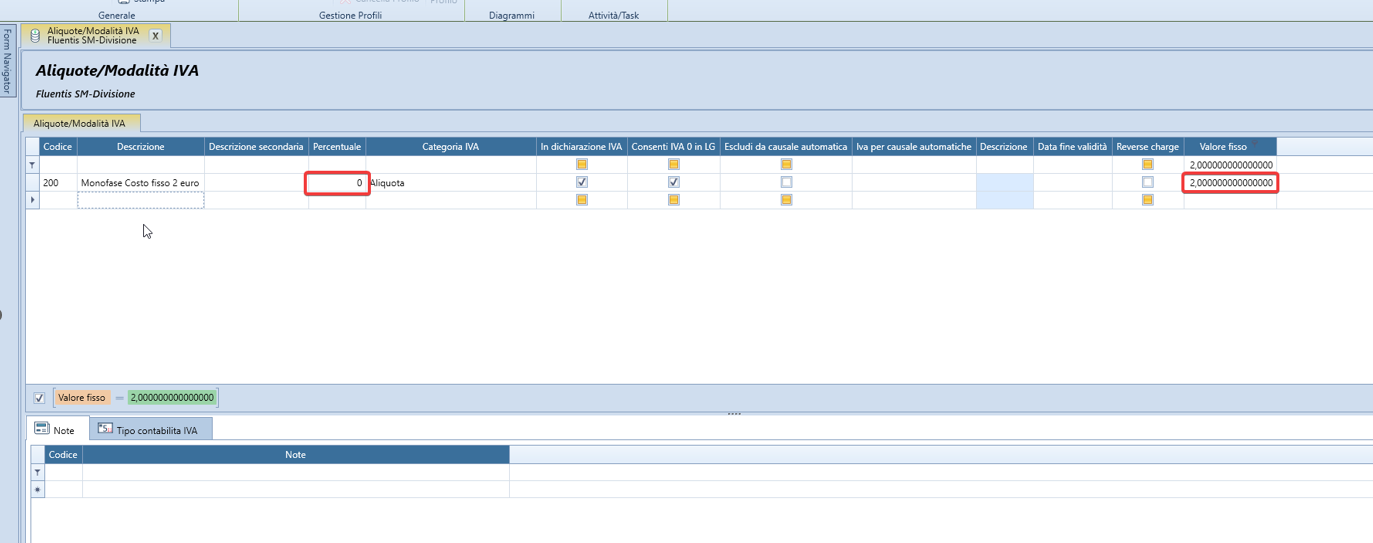 Stampa
Cancella Profilo
Profilo
Generale
Gestione Profili
Diagrammi
Attività/Task
Form Navigator
Aliquote/Modalità IVA
Fluentis SM-Divisione
X
Aliquote/Modalità IVA
Fluentis SM-Divisione
Aliquote/Modalità IVA
Codice Descrizione Descrizione secondaria Percentuale Categoria IVA In dichiarazione IVA Consenti IVA 0 in LG Escludi da causale automatica Iva per causale automatiche Descrizione Data fine validità Reverse charge Valore fisso
2,000000000000000
200 Monofase Costo fisso 2 euro 0 Aliquota 2,000000000000000
Valore fisso = 2,000000000000000
Note
Tipo contabilita IVA
Codice Note